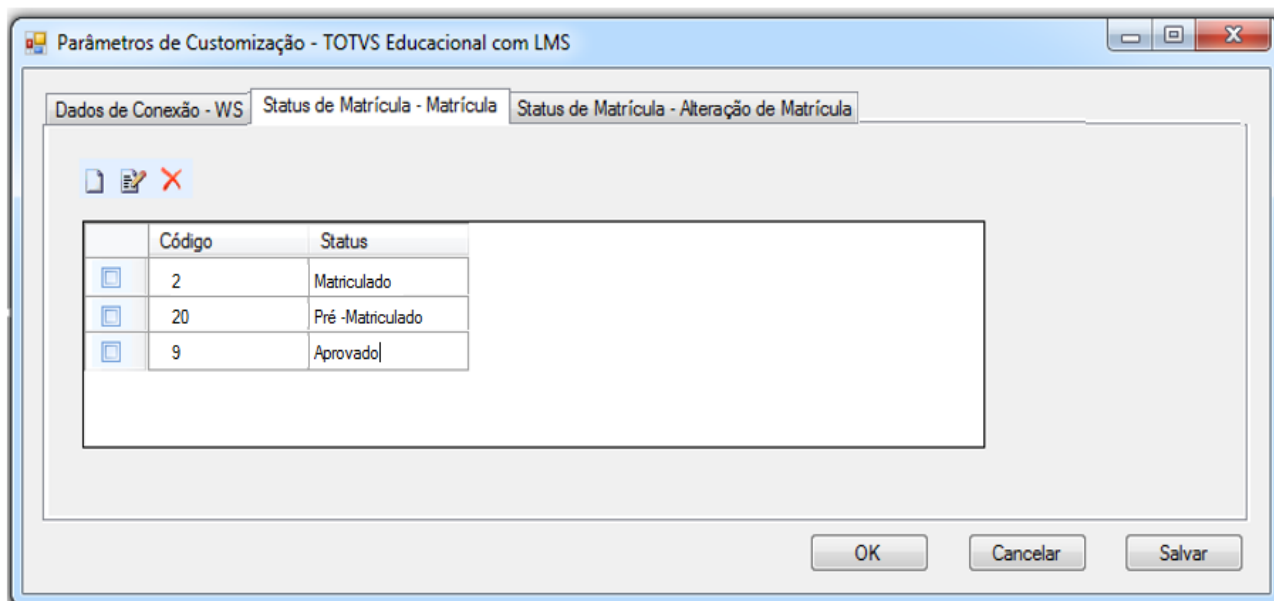 Parâmetros de Customização - TOTVS Educacional com LMS
Dados de Conexão - WS Status de Matrícula - Matrícula Status de Matrícula - Alteração de Matrícula
Código Status
2 Matriculado
20 Pré -Matriculado
9 Aprovado
OK Cancelar Salvar